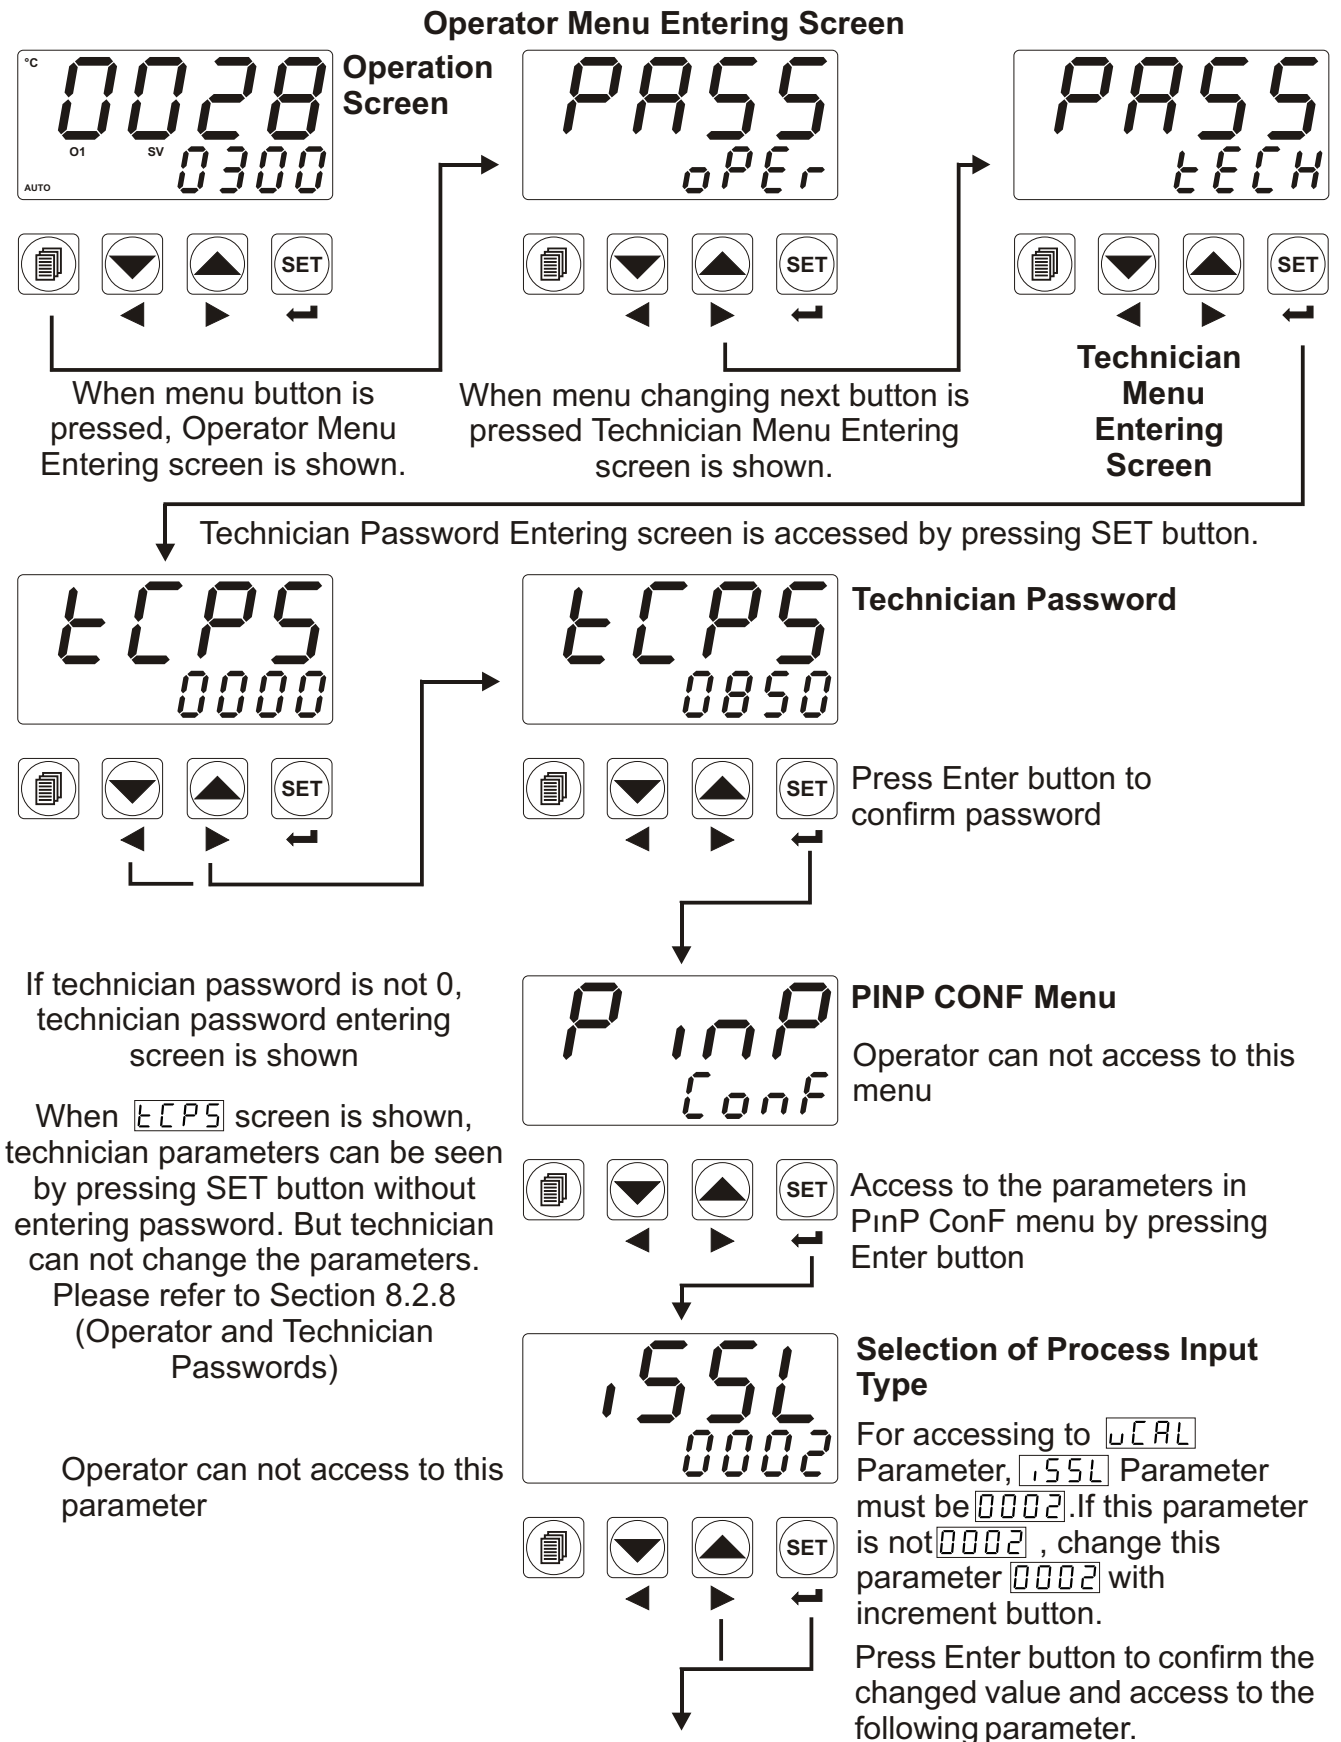 Operator Menu Entering Screen
°C
0028
Operation
Screen
O1
SV
0300
AUTO
PASS
oPEr
PASS
tECH
SET
SET
SET
When menu button is
pressed, Operator Menu
Entering screen is shown.
When menu changing next button is
pressed Technician Menu Entering
screen is shown.
Technician
Menu
Entering
Screen
Technician Password Entering screen is accessed by pressing SET button.
tCPS
0000
tCPS
0850
Technician Password
SET
SET
Press Enter button to
confirm password
If technician password is not 0,
technician password entering
screen is shown
When tCPS screen is shown,
technician parameters can be seen
by pressing SET button without
entering password. But technician
can not change the parameters.
Please refer to Section 8.2.8
(Operator and Technician
Passwords)
PınP
ConF
PINP CONF Menu
Operator can not access to this
menu
SET
Access to the parameters in
PınP ConF menu by pressing
Enter button
ıSSL
0002
Selection of Process Input
Type
Operator can not access to this
parameter
SET
For accessing to uCAL
Parameter, ıSSL Parameter
must be 0002.If this parameter
is not 0002 , change this
parameter 0002 with
increment button.
Press Enter button to confirm the
changed value and access to the
following parameter.